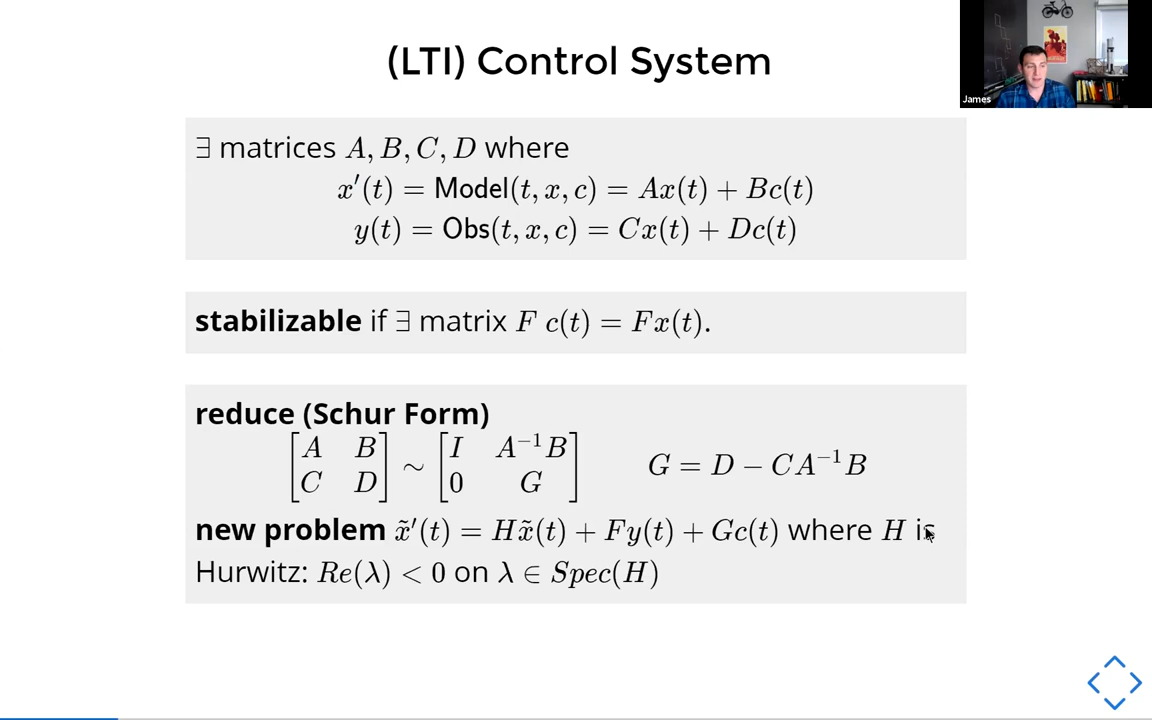 (LTI) Control System
James
∃ matrices A, B, C, D where
x′(t) = Model(t, x, c) = Ax(t) + Bc(t)
y(t) = Obs(t, x, c) = Cx(t) + Dc(t)
stabilizable if ∃ matrix F c(t) = Fx(t).
reduce (Schur Form)
[A B; C D] ∼ [I A⁻¹B; 0 G] G = D − CA⁻¹B
new problem x̃′(t) = Hx̃(t) + Fy(t) + Gc(t) where H is
Hurwitz: Re(λ) < 0 on λ ∈ Spec(H)